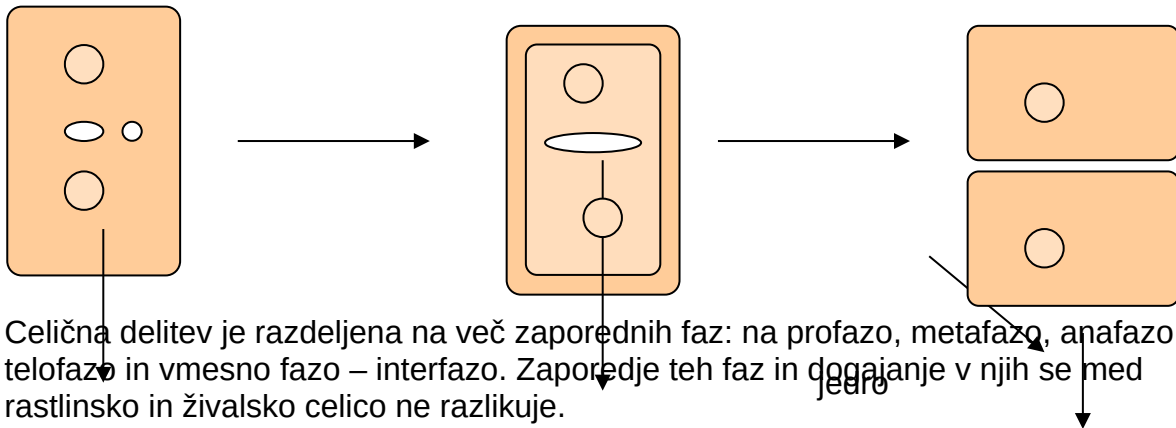 Celična delitev je razdeljena na več zaporednih faz: na profazo, metafazo, anafazo
telofazo in vmesno fazo – interfazo. Zaporedje teh faz in dogajanje v njih se med
jedro
rastlinsko in živalsko celico ne razlikuje.